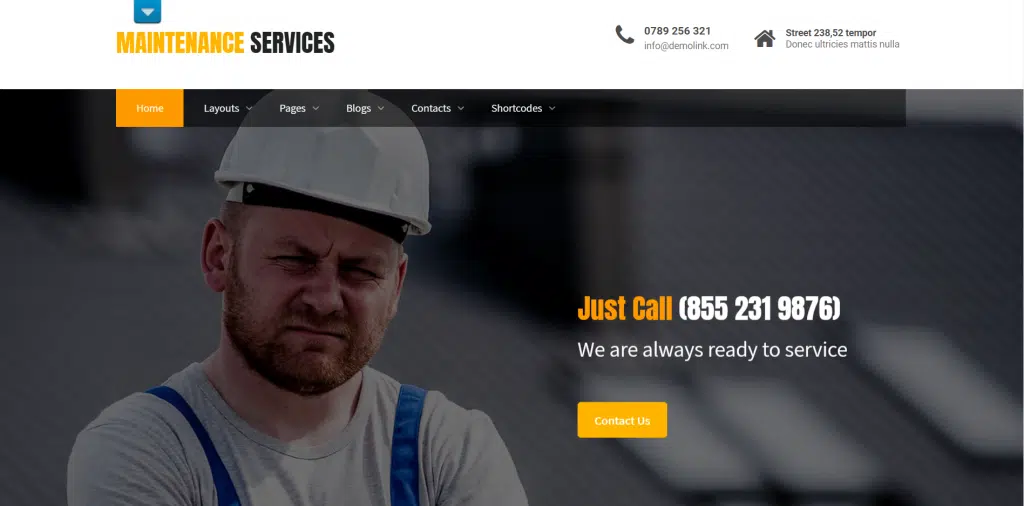 MAINTENANCE SERVICES
0789 256 321
info@demolink.com
Street 238,52 tempor
Donec ultricies mattis nulla
Home Layouts Pages Blogs Contacts Shortcodes
Just Call (855 231 9876)
We are always ready to service
Contact Us